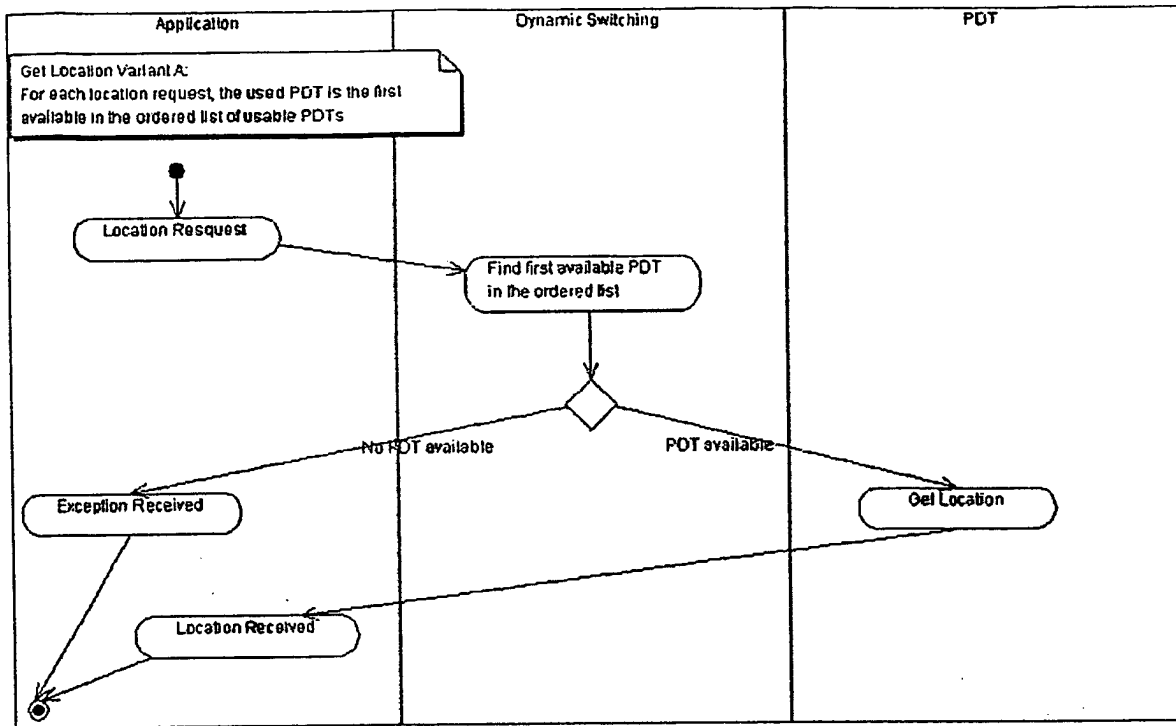 Application
Dynamic Switching
PDT
Get Location Variant A:
For each location request, the used PDT is the first
available in the ordered list of usable PDTs
Location Resquest
Find first available PDT
in the ordered list
No PDT available
PDT available
Exception Received
Get Location
Location Received